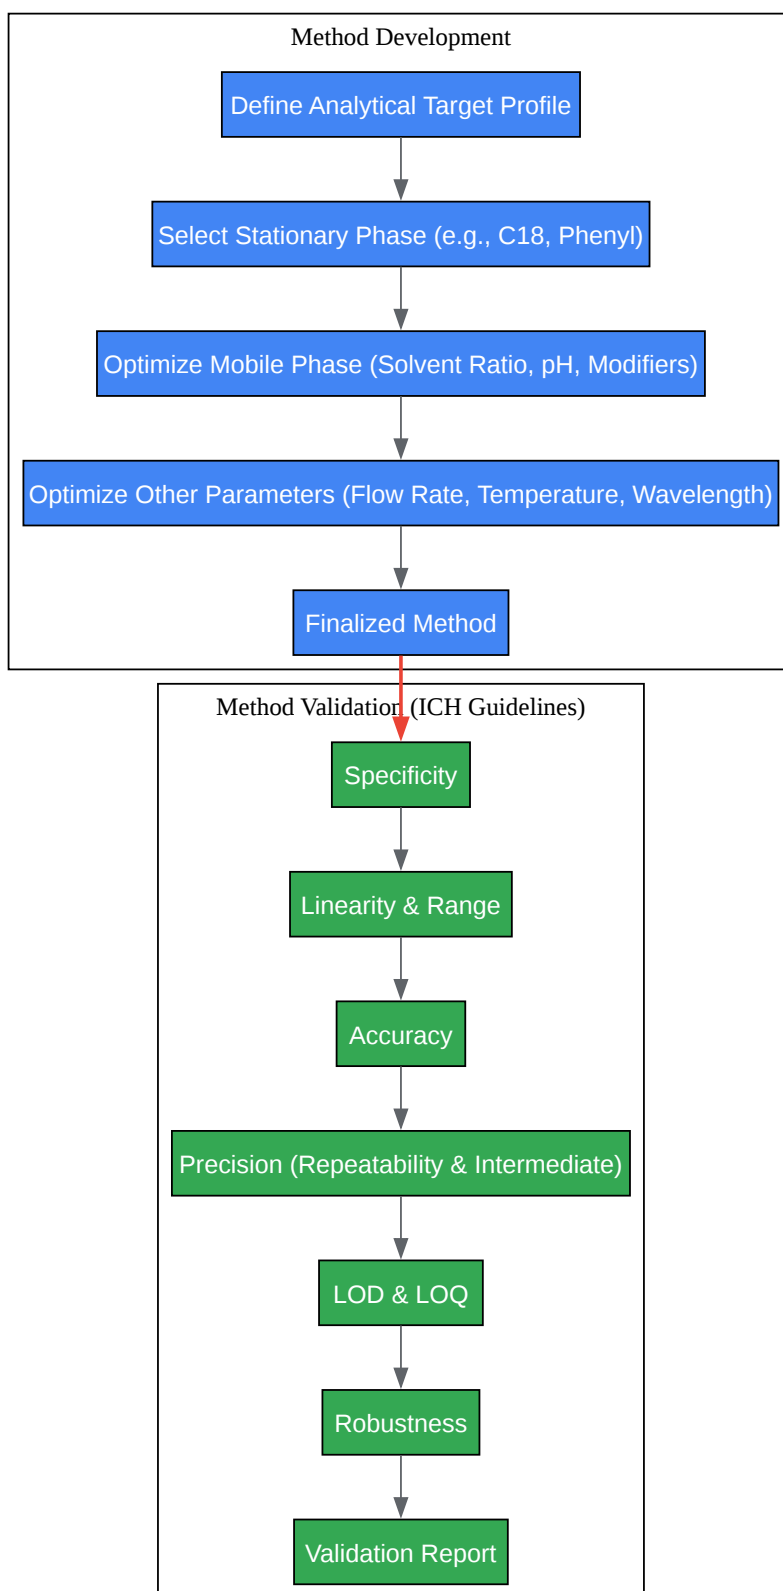 Method Development
Define Analytical Target Profile
Select Stationary Phase (e.g., C18, Phenyl)
Optimize Mobile Phase (Solvent Ratio, pH, Modifiers)
Optimize Other Parameters (Flow Rate, Temperature, Wavelength)
Finalized Method
Method Validation (ICH Guidelines)
Specificity
Linearity & Range
Accuracy
Precision (Repeatability & Intermediate)
LOD & LOQ
Robustness
Validation Report